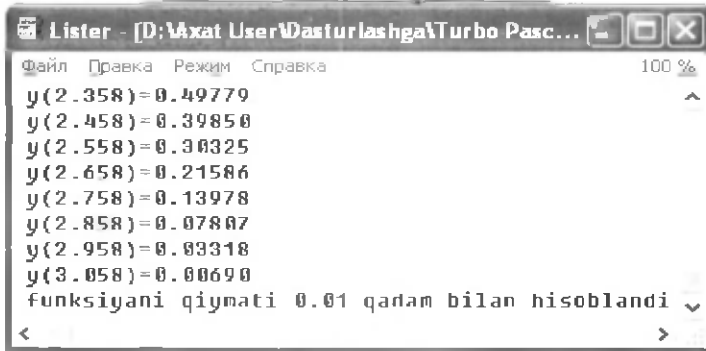 Lister - [D:\Axat User\Dasturlashga\Turbo Pasc...
Файл Правка Режим Справка 100 %
y(2.358)=0.49779
y(2.458)=0.39850
y(2.558)=0.30325
y(2.658)=0.21586
y(2.758)=0.13978
y(2.858)=0.07807
y(2.958)=0.03318
y(3.058)=0.00690
funksiyani qiymati 0.01 qadam bilan hisoblandi